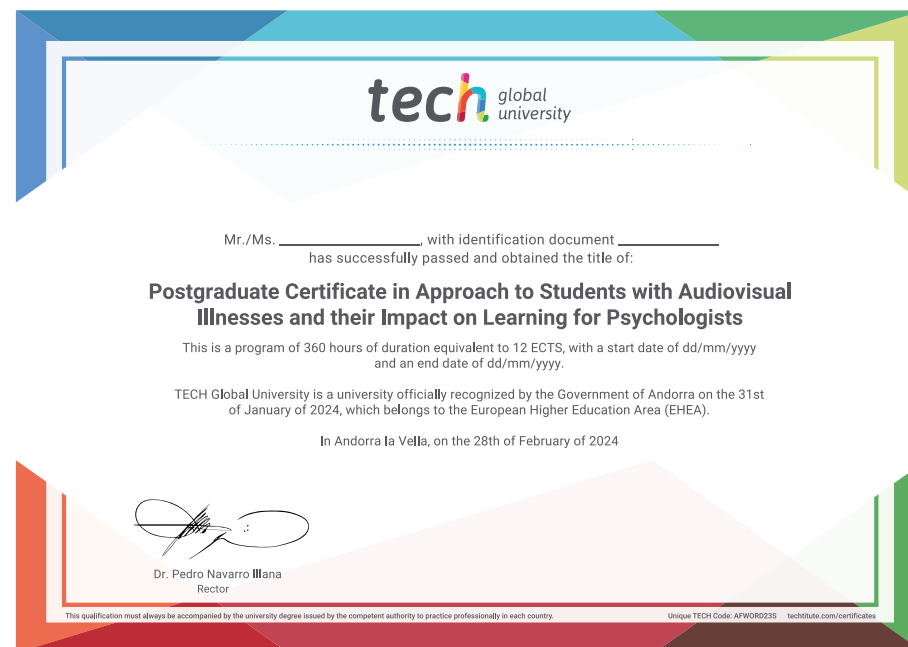 tech global university
Mr./Ms. ____________________, with identification document ______________
has successfully passed and obtained the title of:
Postgraduate Certificate in Approach to Students with Audiovisual
Illnesses and their Impact on Learning for Psychologists
This is a program of 360 hours of duration equivalent to 12 ECTS, with a start date of dd/mm/yyyy
and an end date of dd/mm/yyyy.
TECH Global University is a university officially recognized by the Government of Andorra on the 31st
of January of 2024, which belongs to the European Higher Education Area (EHEA).
In Andorra la Vella, on the 28th of February of 2024
Dr. Pedro Navarro Illana
Rector
This qualification must always be accompanied by the university degree issued by the competent authority to practice professionally in each country.
Unique TECH Code: AFWORD23S techtitute.com/certificates